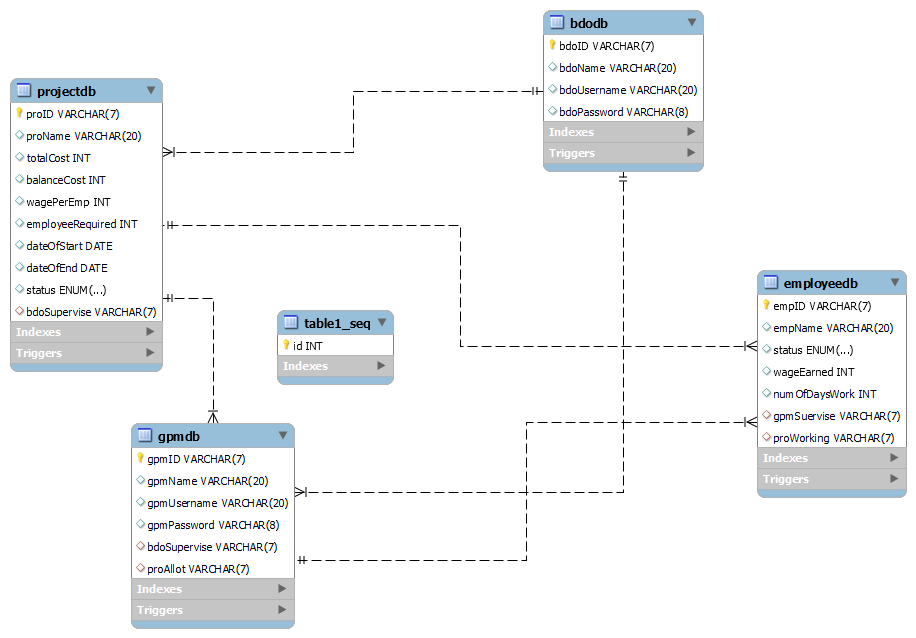 bdodb
bdoID VARCHAR(7)
bdoName VARCHAR(20)
bdoUsername VARCHAR(20)
bdoPassword VARCHAR(8)
Indexes
Triggers
projectdb
proID VARCHAR(7)
proName VARCHAR(20)
totalCost INT
balanceCost INT
wagePerEmp INT
employeeRequired INT
dateOfStart DATE
dateOfEnd DATE
status ENUM(...)
bdoSupervise VARCHAR(7)
Indexes
Triggers
table1_seq
id INT
Indexes
employeedb
empID VARCHAR(7)
empName VARCHAR(20)
status ENUM(...)
wageEarned INT
numOfDaysWork INT
gpmSuervise VARCHAR(7)
proWorking VARCHAR(7)
Indexes
Triggers
gpmdb
gpmID VARCHAR(7)
gpmName VARCHAR(20)
gpmUsername VARCHAR(20)
gpmPassword VARCHAR(8)
bdoSupervise VARCHAR(7)
proAllot VARCHAR(7)
Indexes
Triggers